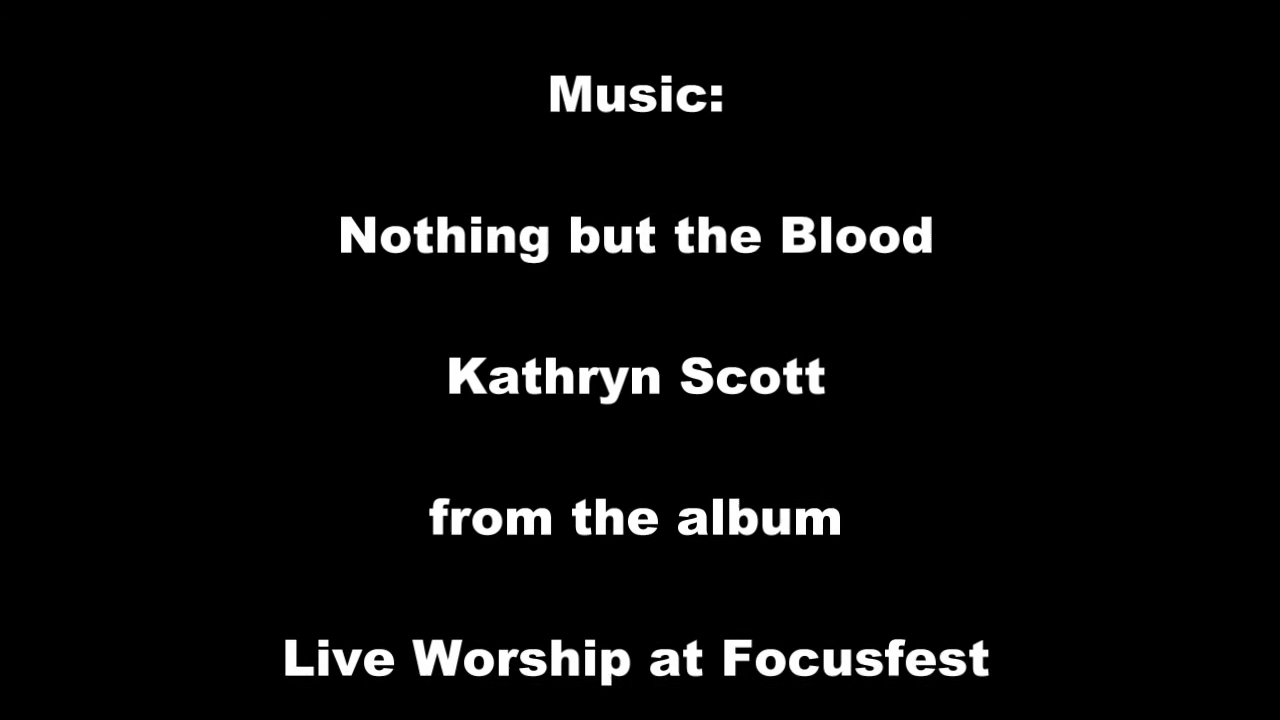 Music:
Nothing but the Blood
Kathryn Scott
from the album
Live Worship at Focusfest